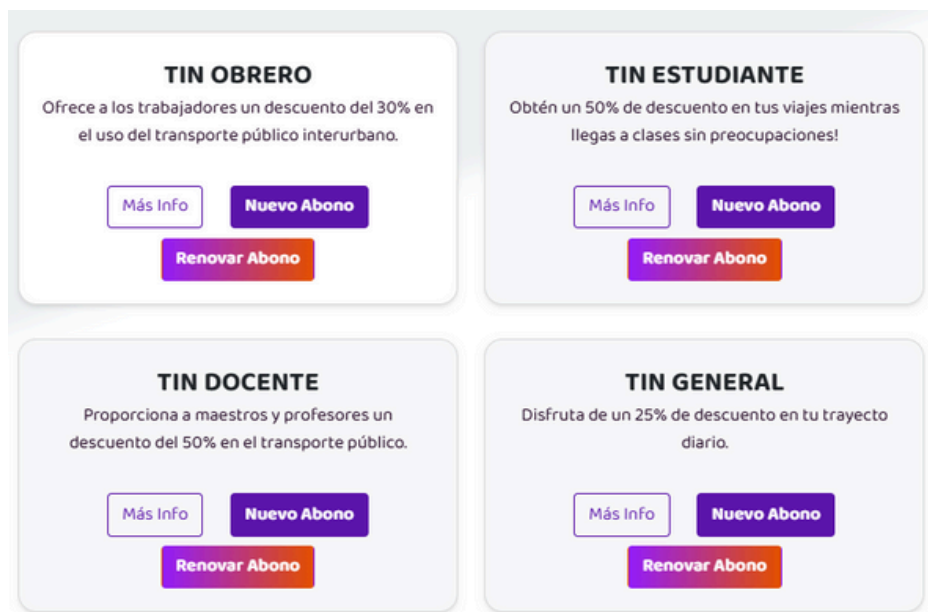 TIN OBRERO
Ofrece a los trabajadores un descuento del 30% en
el uso del transporte público interurbano.
Más Info
Nuevo Abono
Renovar Abono
TIN ESTUDIANTE
Obtén un 50% de descuento en tus viajes mientras
llegas a clases sin preocupaciones!
Más Info
Nuevo Abono
Renovar Abono
TIN DOCENTE
Proporciona a maestros y profesores un
descuento del 50% en el transporte público.
Más Info
Nuevo Abono
Renovar Abono
TIN GENERAL
Disfruta de un 25% de descuento en tu trayecto
diario.
Más Info
Nuevo Abono
Renovar Abono